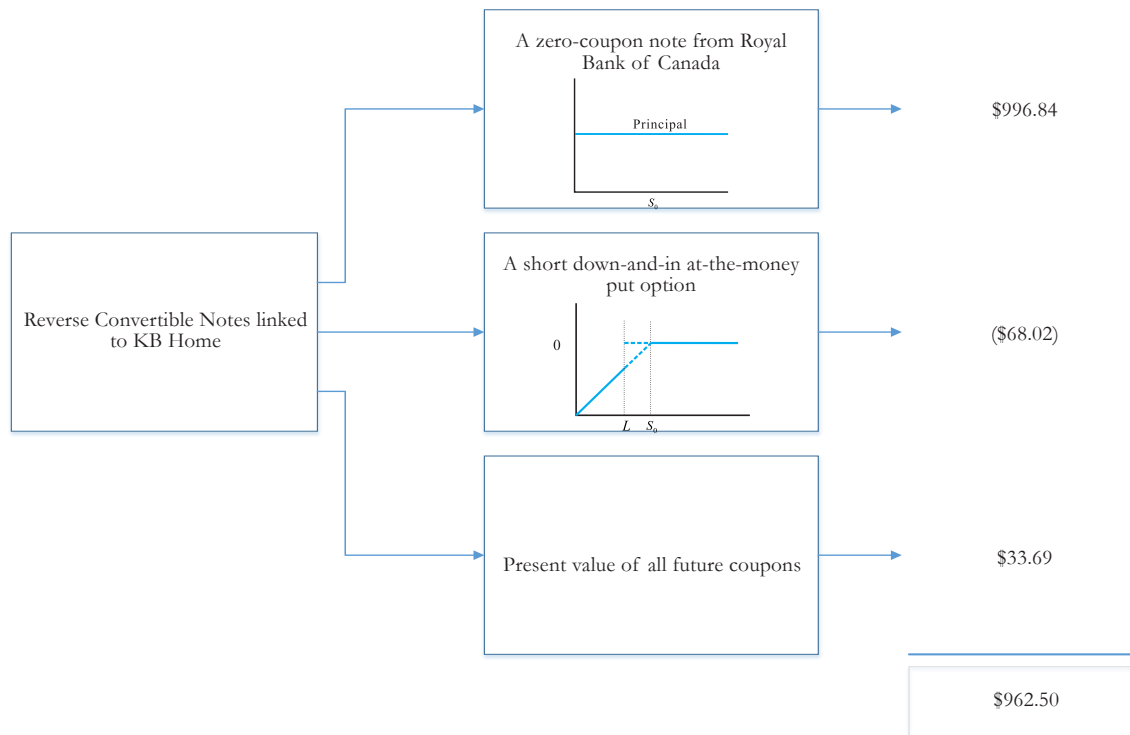 A zero-coupon note from Royal
Bank of Canada
Principal
S₀
$996.84
Reverse Convertible Notes linked
to KB Home
A short down-and-in at-the-money
put option
0
L S₀
($68.02)
Present value of all future coupons
$33.69
$962.50